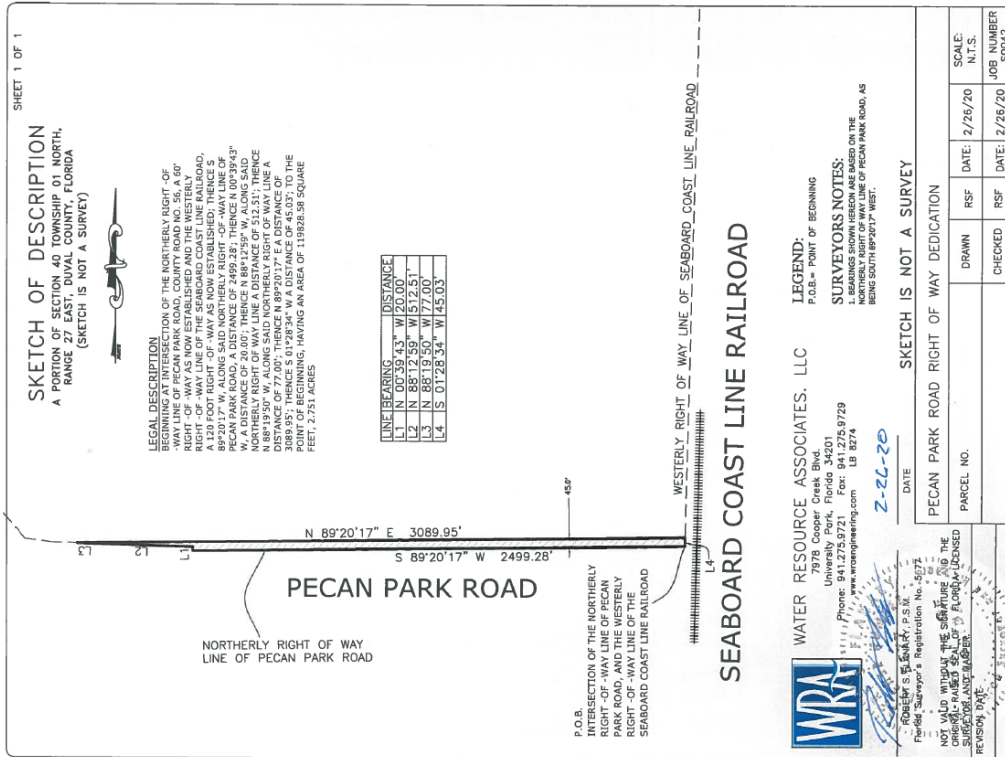 SHEET 1 OF 1
SKETCH OF DESCRIPTION
A PORTION OF SECTION 40 TOWNSHIP 01 NORTH,
RANGE 27 EAST, DUVAL COUNTY, FLORIDA
(SKETCH IS NOT A SURVEY)
LEGAL DESCRIPTION
BEGINNING AT INTERSECTION OF THE NORTHERLY RIGHT -OF
-WAY LINE OF PECAN PARK ROAD, COUNTY ROAD NO. 56, A 60'
RIGHT -OF -WAY AS NOW ESTABLISHED AND THE WESTERLY
RIGHT -OF -WAY LINE OF THE SEABOARD COAST LINE RAILROAD,
A 120 FOOT RIGHT -OF -WAY AS NOW ESTABLISHED; THENCE S
89°20'17" W, ALONG SAID NORTHERLY RIGHT -OF -WAY LINE OF
PECAN PARK ROAD, A DISTANCE OF 2499.28'; THENCE N 00°39'43"
W, A DISTANCE OF 20.00'; THENCE N 88°12'59" W, ALONG SAID
NORTHERLY RIGHT OF WAY LINE A DISTANCE OF 512.51'; THENCE
N 88°19'50" W, ALONG SAID NORTHERLY RIGHT OF WAY LINE A
DISTANCE OF 77.00'; THENCE N 89°20'17" E A DISTANCE OF
3089.95'; THENCE S 01°28'34" W A DISTANCE OF 45.03'; TO THE
POINT OF BEGINNING, HAVING AN AREA OF 119828.58 SQUARE
FEET, 2.751 ACRES
LINE BEARING DISTANCE
L1 N 00°39'43" W 20.00'
L2 N 88°12'59" W 512.51'
L3 N 88°19'50" W 77.00'
L4 S 01°28'34" W 45.03'
L3
L2
L1
N 89°20'17" E 3089.95'
S 89°20'17" W 2499.28'
45.0'
WESTERLY RIGHT OF WAY LINE OF SEABOARD COAST LINE RAILROAD
L4
PECAN PARK ROAD
NORTHERLY RIGHT OF WAY
LINE OF PECAN PARK ROAD
P.O.B.
INTERSECTION OF THE NORTHERLY
RIGHT -OF -WAY LINE OF PECAN
PARK ROAD, AND THE WESTERLY
RIGHT -OF -WAY LINE OF THE
SEABOARD COAST LINE RAILROAD
SEABOARD COAST LINE RAILROAD
WRA
WATER RESOURCE ASSOCIATES, LLC
7978 Cooper Creek Blvd.
University Park, Florida 34201
Phone: 941.275.9721 Fax: 941.275.9729
www.wraengineering.com LB 8274
LEGEND:
P.O.B.= POINT OF BEGINNING
SURVEYORS NOTES:
1. BEARINGS SHOWN HEREON ARE BASED ON THE
NORTHERLY RIGHT OF WAY LINE OF PECAN PARK ROAD, AS
BEING SOUTH 89°20'17" WEST.
2-26-20
DATE
SKETCH IS NOT A SURVEY
ROBERT S. P.S.M.
Florida Surveyor's Registration No. 5677
NOT VALID WITHOUT THE SIGNATURE AND THE
ORIGINAL RAISED SEAL OF A FLORIDA LICENSED
SURVEYOR AND MAPPER.
REVISION DATE
PECAN PARK ROAD RIGHT OF WAY DEDICATION
PARCEL NO.
DRAWN RSF DATE: 2/26/20 SCALE: N.T.S.
CHECKED RSF DATE: 2/26/20 JOB NUMBER